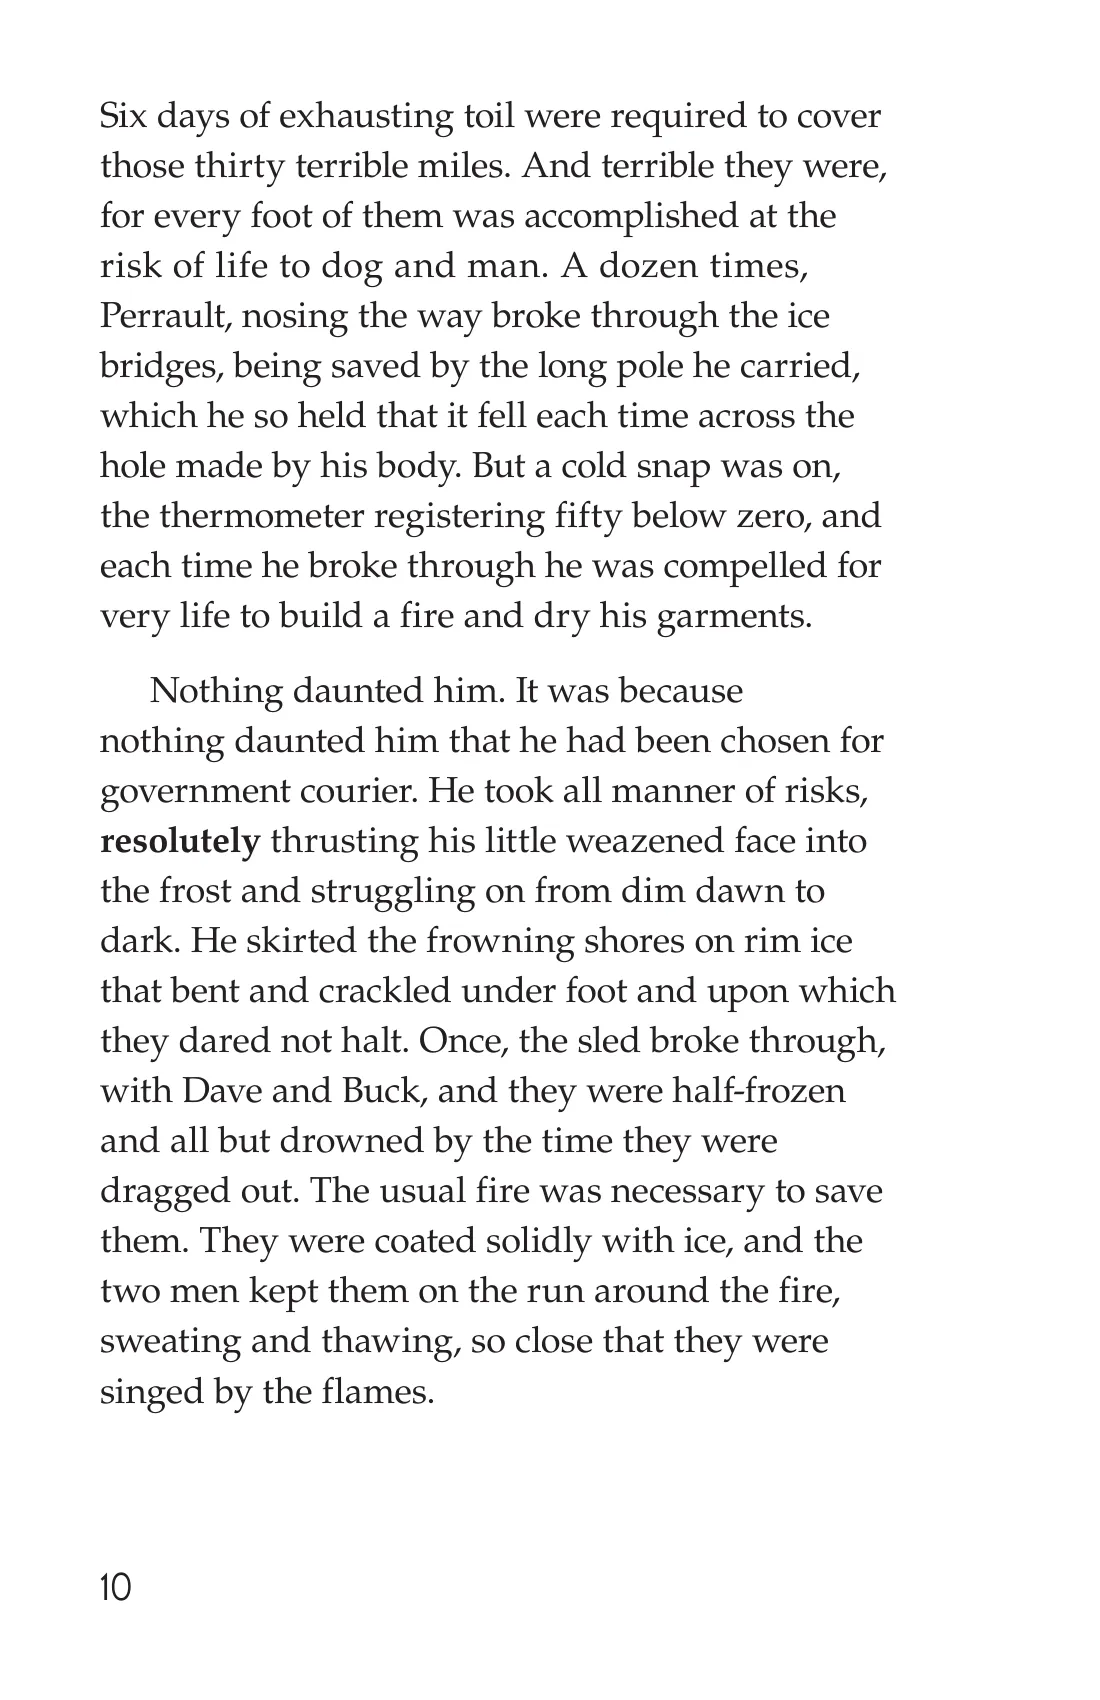 Six days of exhausting toil were required to cover
those thirty terrible miles. And terrible they were,
for every foot of them was accomplished at the
risk of life to dog and man. A dozen times,
Perrault, nosing the way broke through the ice
bridges, being saved by the long pole he carried,
which he so held that it fell each time across the
hole made by his body. But a cold snap was on,
the thermometer registering fifty below zero, and
each time he broke through he was compelled for
very life to build a fire and dry his garments.
Nothing daunted him. It was because
nothing daunted him that he had been chosen for
government courier. He took all manner of risks,
resolutely thrusting his little weazened face into
the frost and struggling on from dim dawn to
dark. He skirted the frowning shores on rim ice
that bent and crackled under foot and upon which
they dared not halt. Once, the sled broke through,
with Dave and Buck, and they were half-frozen
and all but drowned by the time they were
dragged out. The usual fire was necessary to save
them. They were coated solidly with ice, and the
two men kept them on the run around the fire,
sweating and thawing, so close that they were
singed by the flames.
10